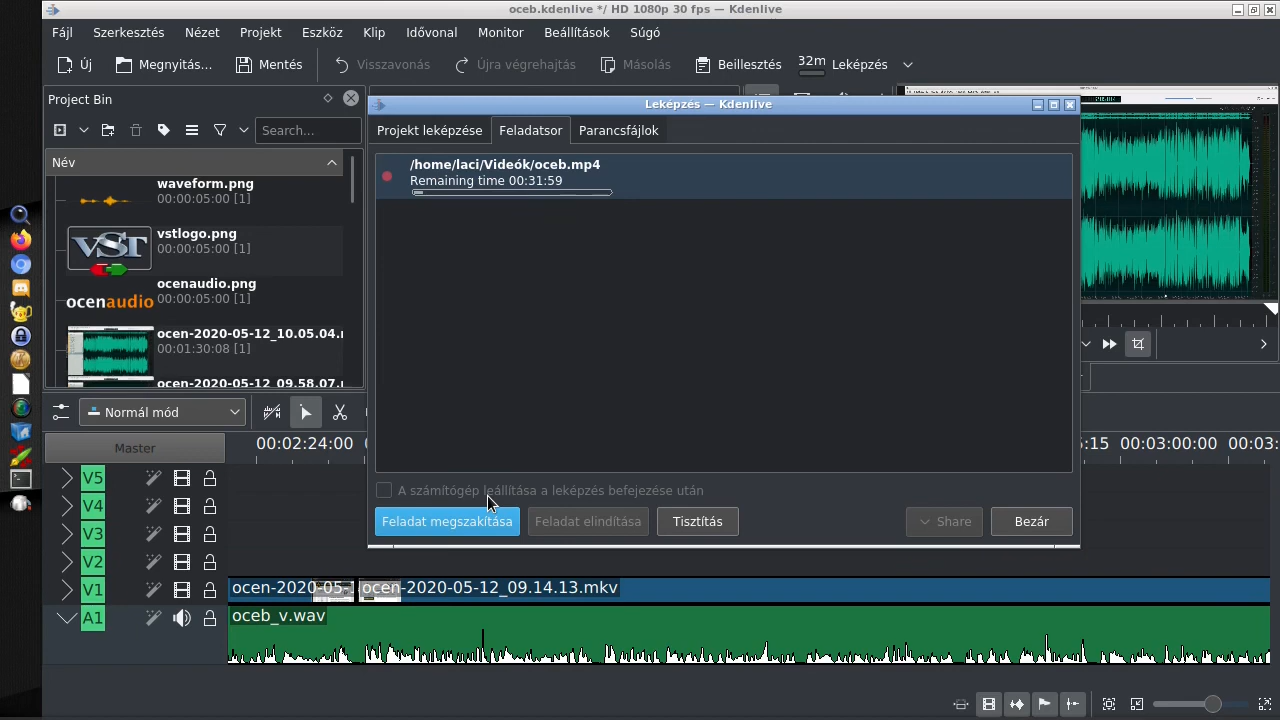 oceb.kdenlive */ HD 1080p 30 fps — Kdenlive
Fájl Szerkesztés Nézet Projekt Eszköz Klip Idővonal Monitor Beállítások Súgó
Új Megnyitás… Mentés Visszavonás Újra végrehajtás Másolás Beillesztés 32m Leképzés
Project Bin
Search...
Név
waveform.png
00:00:05:00 [1]
VST
vstlogo.png
00:00:05:00 [1]
ocenaudio
ocenaudio.png
00:00:05:00 [1]
ocen-2020-05-12_10.05.04.
00:01:30:08 [1]
ocen-2020-05-12_09.58.07.
Leképzés — Kdenlive
Projekt leképzése Feladatsor Parancsfájlok
/home/laci/Videók/oceb.mp4
Remaining time 00:31:59
A számítógép leállítása a leképzés befejezése után
Feladat megszakítása Feladat elindítása Tisztítás Share Bezár
Normál mód
Master
00:02:24:00 :15 00:03:00:00 00:03:
V5
V4
V3
V2
V1
ocen-2020-05-1 ocen-2020-05-12_09.14.13.mkv
A1
oceb_v.wav